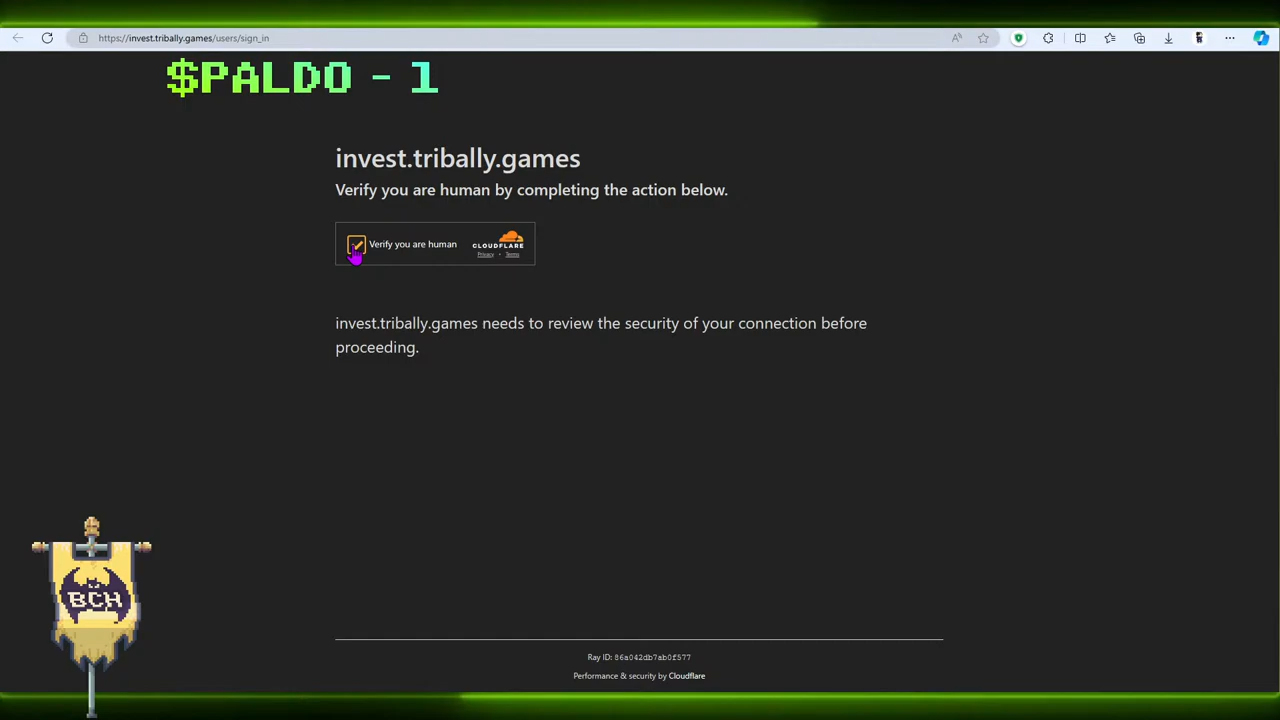 https://invest.tribally.games/users/sign_in
$PALDO - 1
invest.tribally.games
Verify you are human by completing the action below.
Verify you are human
CLOUDFLARE
Privacy • Terms
invest.tribally.games needs to review the security of your connection before
proceeding.
BCH
Ray ID: 86a042db7ab0f577
Performance & security by Cloudflare